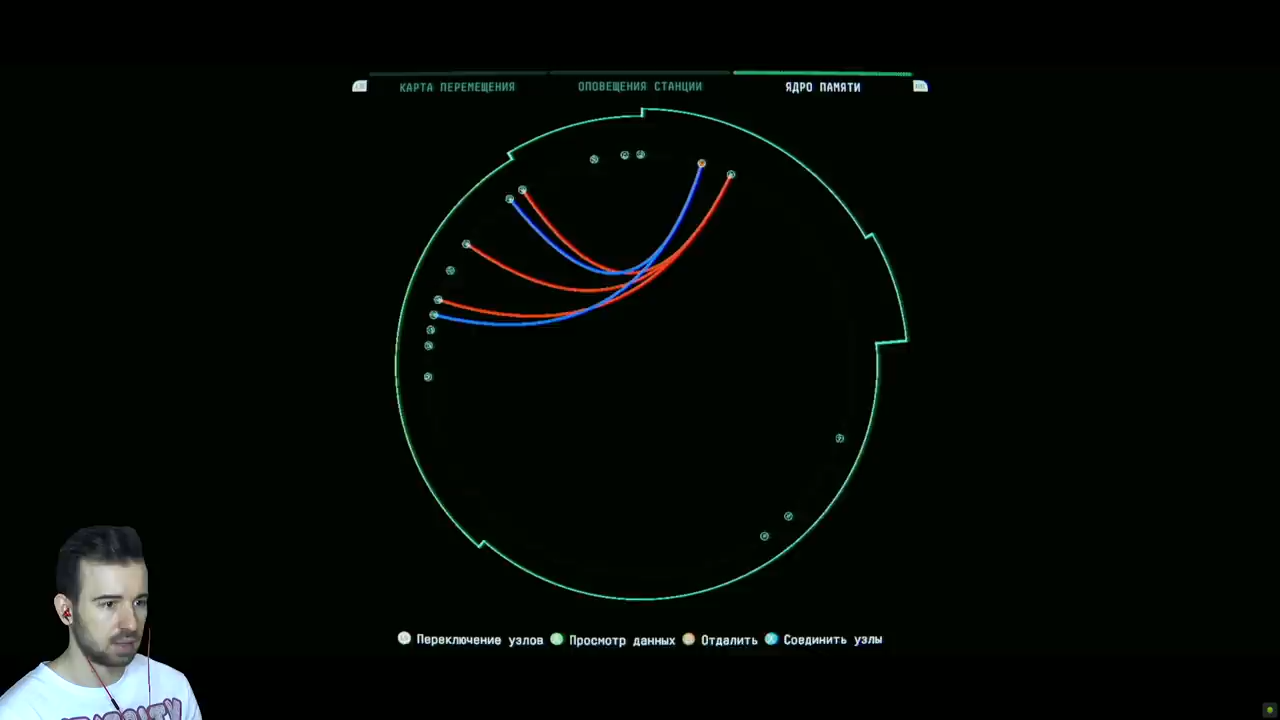 КАРТА ПЕРЕМЕЩЕНИЯ
ОПОВЕЩЕНИЯ СТАНЦИИ
ЯДРО ПАМЯТИ
Переключение узлов Просмотр данных Отдалить Соединить узлы